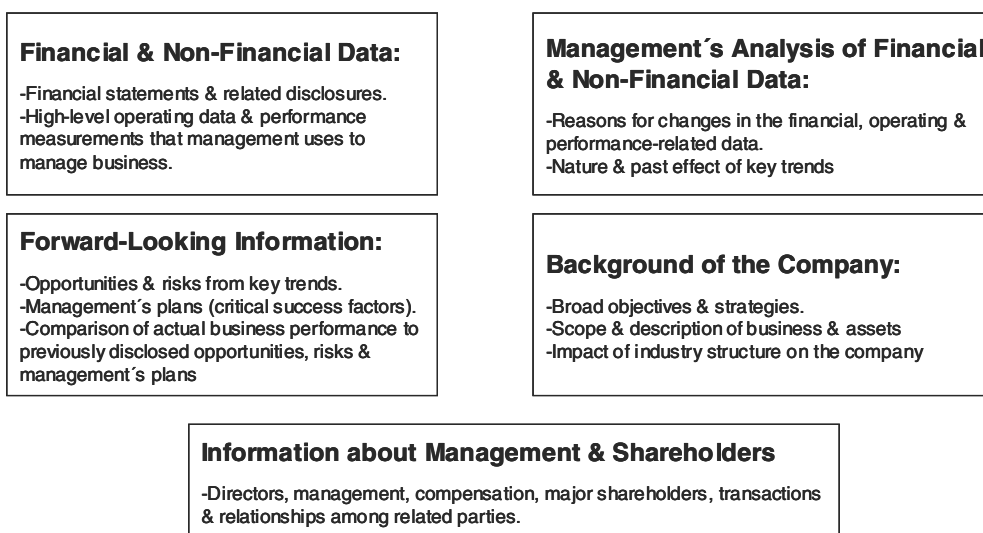 Financial & Non-Financial Data:
-Financial statements & related disclosures.
-High-level operating data & performance
measurements that management uses to
manage business.
Management´s Analysis of Financial
& Non-Financial Data:
-Reasons for changes in the financial, operating &
performance-related data.
-Nature & past effect of key trends
Forward-Looking Information:
-Opportunities & risks from key trends.
-Management´s plans (critical success factors).
-Comparison of actual business performance to
previously disclosed opportunities, risks &
management´s plans
Background of the Company:
-Broad objectives & strategies.
-Scope & description of business & assets
-Impact of industry structure on the company
Information about Management & Shareholders
-Directors, management, compensation, major shareholders, transactions
& relationships among related parties.